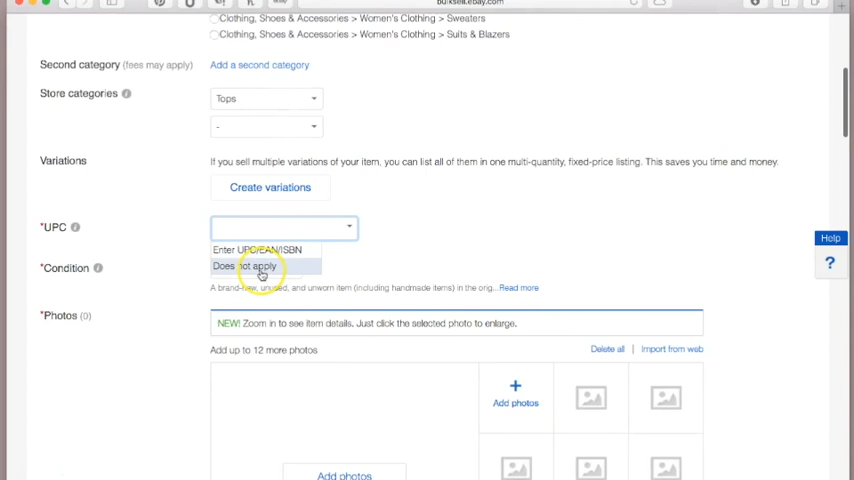 bulksell.ebay.com
Clothing, Shoes & Accessories > Women's Clothing > Sweaters
Clothing, Shoes & Accessories > Women's Clothing > Suits & Blazers
Second category (fees may apply) Add a second category
Store categories Tops
-
Variations If you sell multiple variations of your item, you can list all of them in one multi-quantity, fixed-price listing. This saves you time and money.
Create variations
*UPC
Enter UPC/EAN/ISBN
Does not apply
*Condition
A brand-new, unused, and unworn item (including handmade items) in the orig...Read more
*Photos (0)
NEW! Zoom in to see item details. Just click the selected photo to enlarge.
Add up to 12 more photos Delete all | Import from web
+
Add photos
Add photos
Help
?